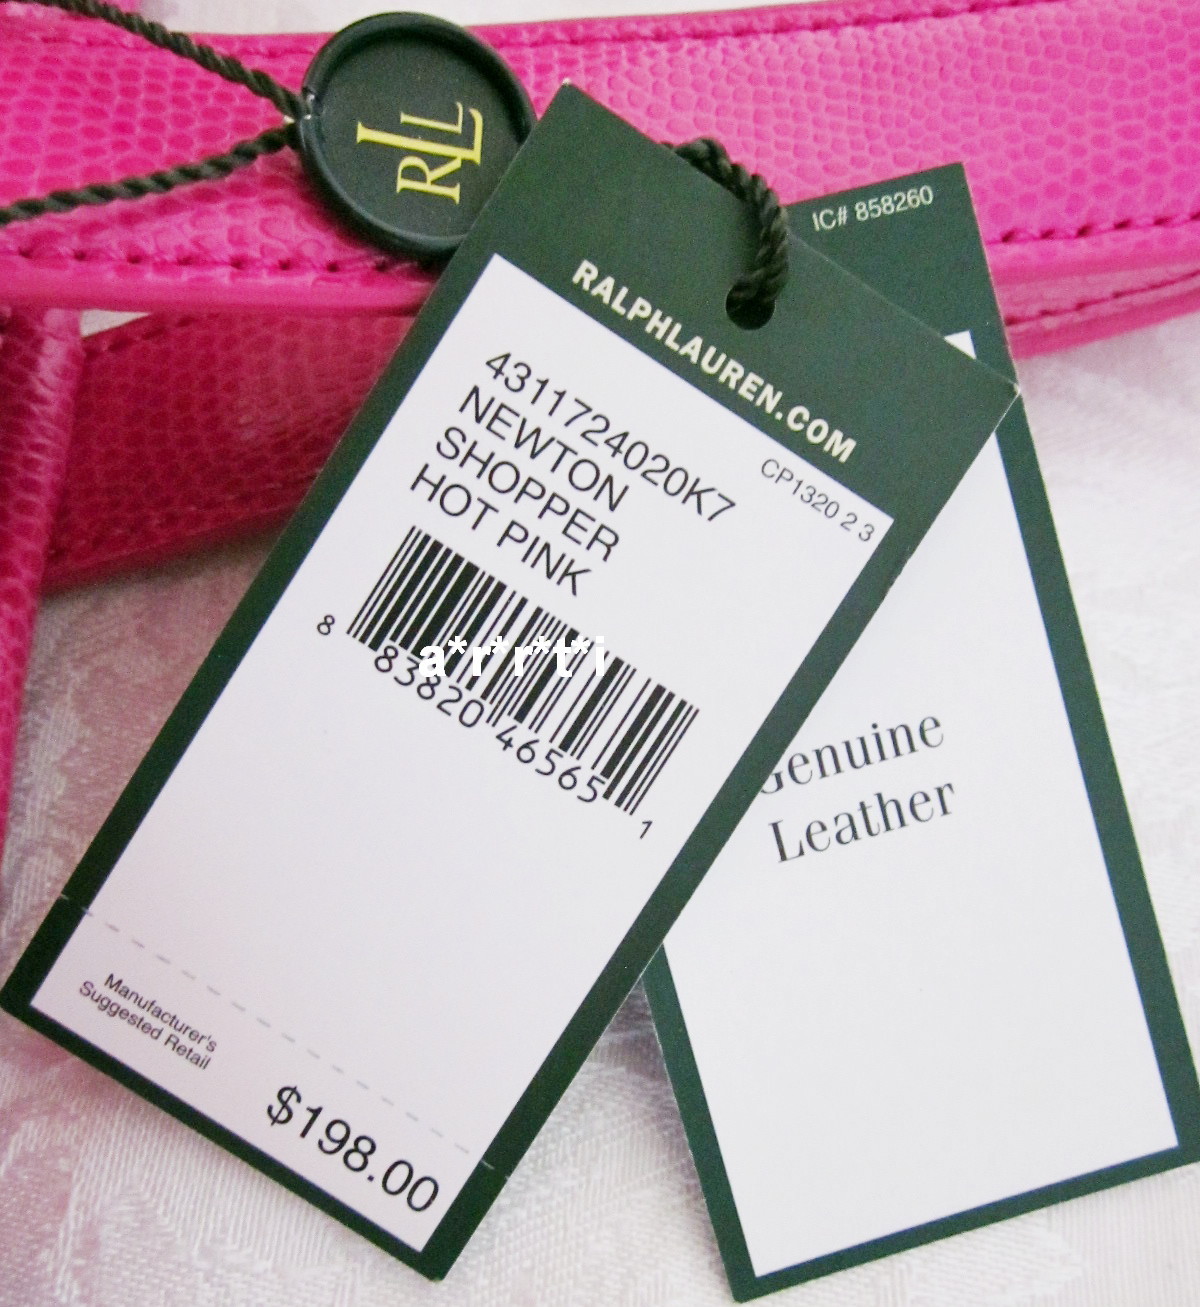 RLL
IC# 858260
RALPHLAUREN.COM
4311724020K7
NEWTON
SHOPPER
HOT PINK
CP1320 2 3
8 83820 46565 1
a*r*r*t*i
Genuine
Leather
Manufacturer's
Suggested Retail
$198.00